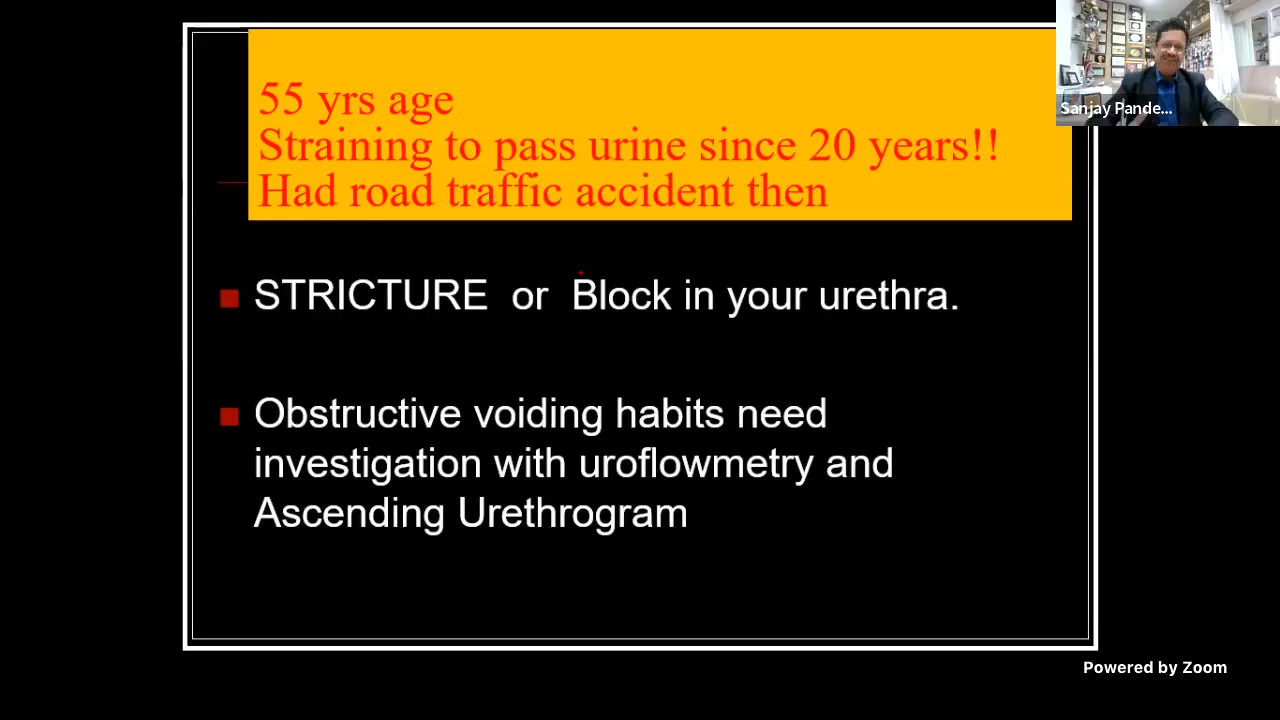 55 yrs age
Straining to pass urine since 20 years!!
Had road traffic accident then
Sanjay Pande...
STRICTURE or Block in your urethra.
Obstructive voiding habits need
investigation with uroflowmetry and
Ascending Urethrogram
Powered by Zoom